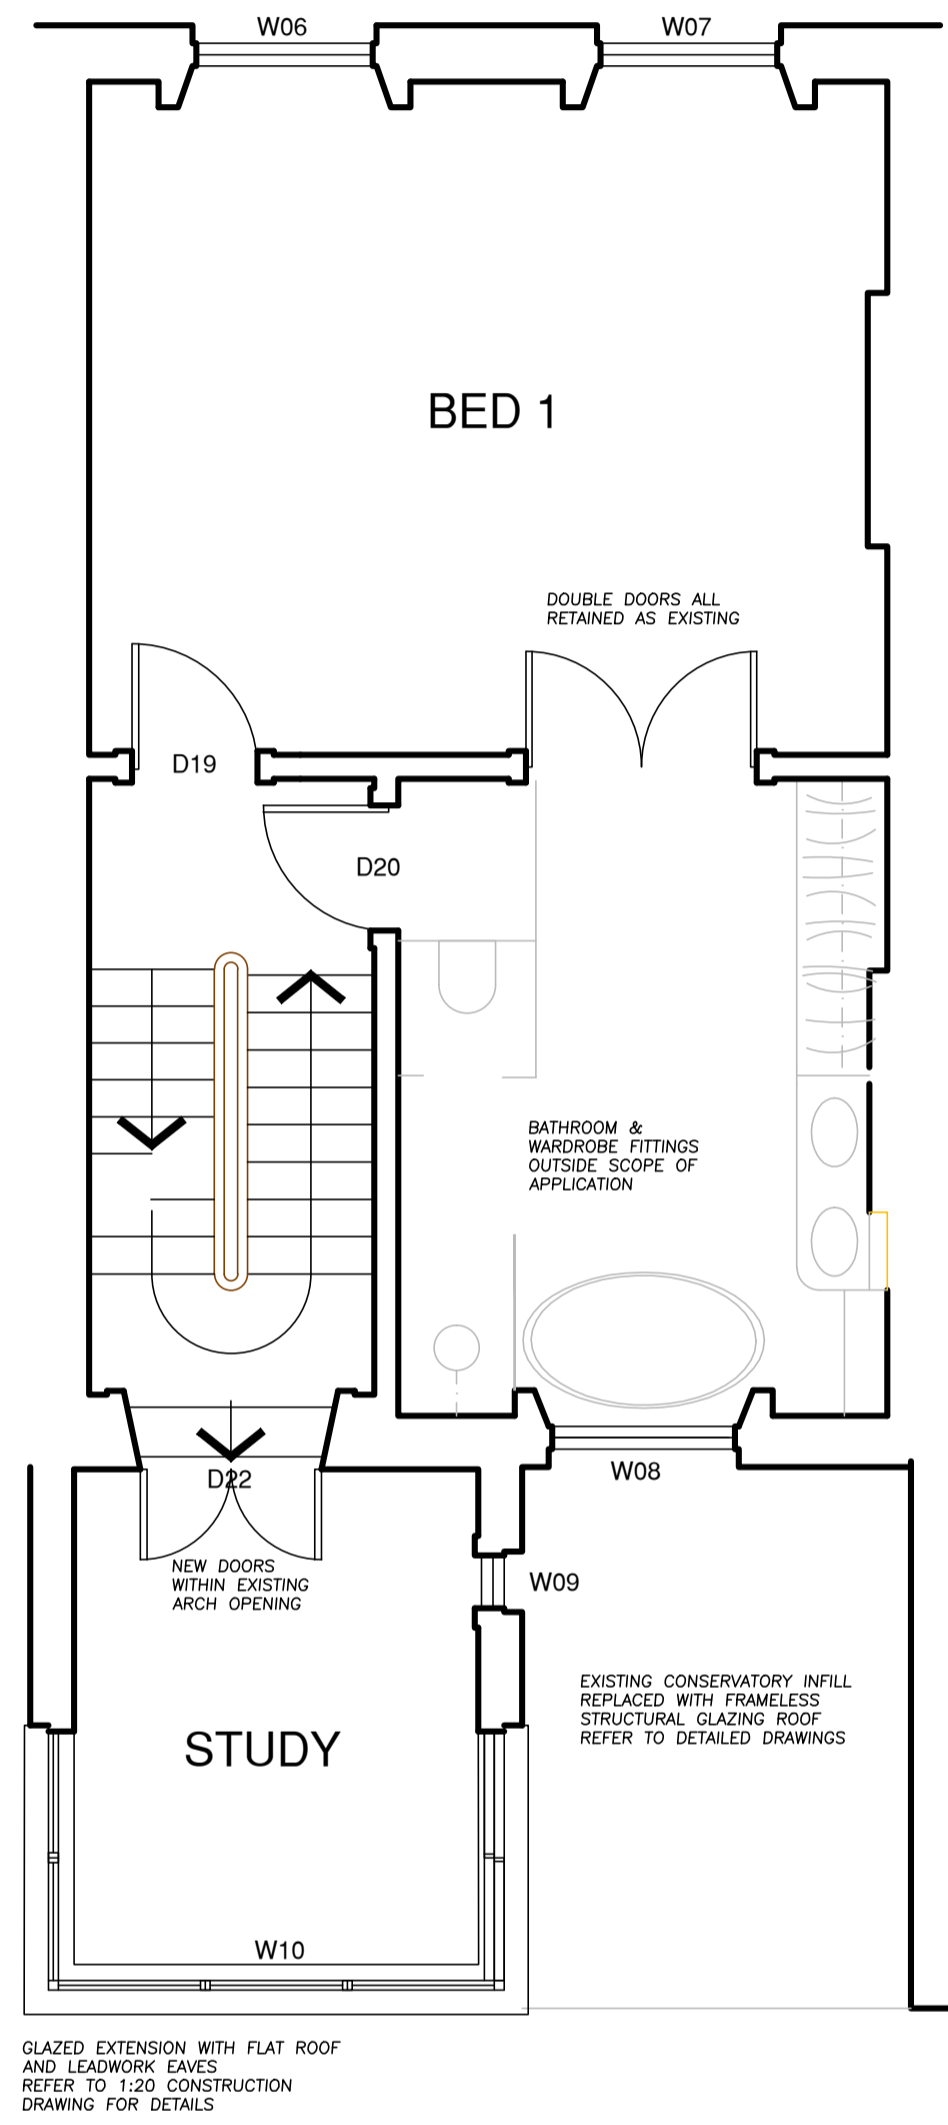 W06
W07
BED 1
DOUBLE DOORS ALL
RETAINED AS EXISTING
D19
D20
BATHROOM &
WARDROBE FITTINGS
OUTSIDE SCOPE OF
APPLICATION
W08
D22
NEW DOORS
WITHIN EXISTING
ARCH OPENING
W09
EXISTING CONSERVATORY INFILL
REPLACED WITH FRAMELESS
STRUCTURAL GLAZING ROOF
REFER TO DETAILED DRAWINGS
STUDY
W10
GLAZED EXTENSION WITH FLAT ROOF
AND LEADWORK EAVES
REFER TO 1:20 CONSTRUCTION
DRAWING FOR DETAILS